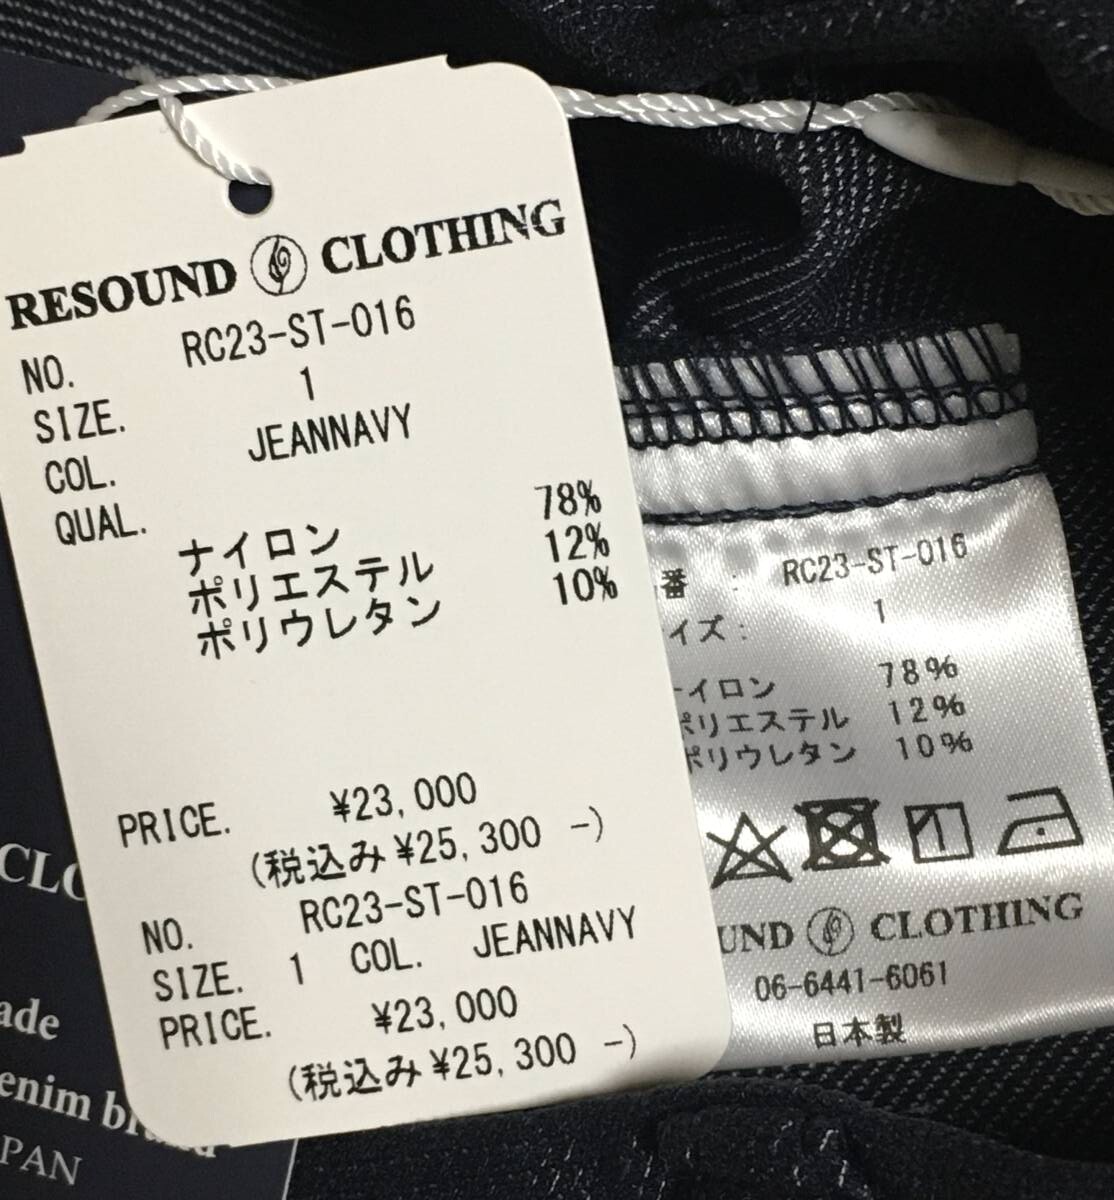 RESOUND CLOTHING
NO. RC23-ST-016
SIZE. 1
COL. JEANNAVY
QUAL.
ナイロン 78%
ポリエステル 12%
ポリウレタン 10%
PRICE. ¥23,000
(税込み¥25,300 -)
NO. RC23-ST-016
SIZE. 1 COL. JEANNAVY
PRICE. ¥23,000
(税込み¥25,300 -)
番 : RC23-ST-016
イズ: 1
イロン 78%
ポリエステル 12%
ポリウレタン 10%
UND CLOTHING
06-6441-6061
日本製
CLO
ade
enim brand
PAN